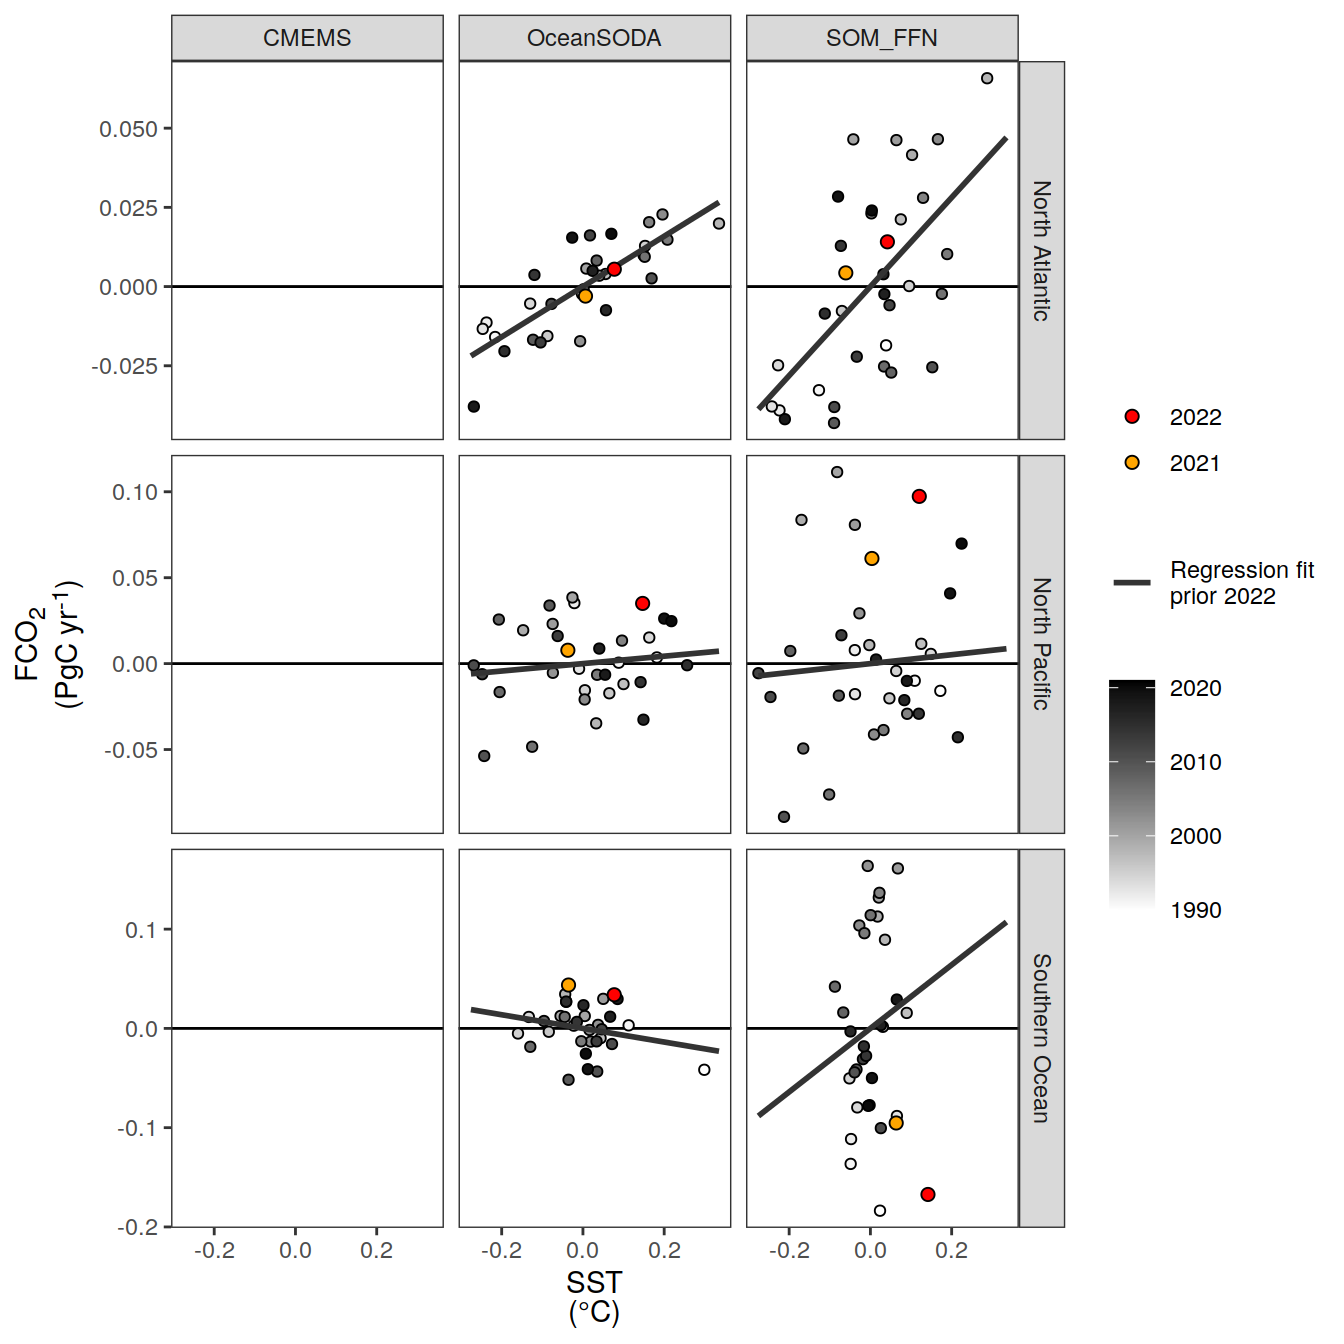 CMEMS OceanSODA SOM_FFN
0.050
0.025
0.000
-0.025
North Atlantic
0.10
0.05
0.00
-0.05
North Pacific
0.1
0.0
-0.1
-0.2
Southern Ocean
FCO₂
(PgC yr⁻¹)
-0.2 0.0 0.2 -0.2 0.0 0.2 -0.2 0.0 0.2
SST
(°C)
2022
2021
Regression fit
prior 2022
2020
2010
2000
1990